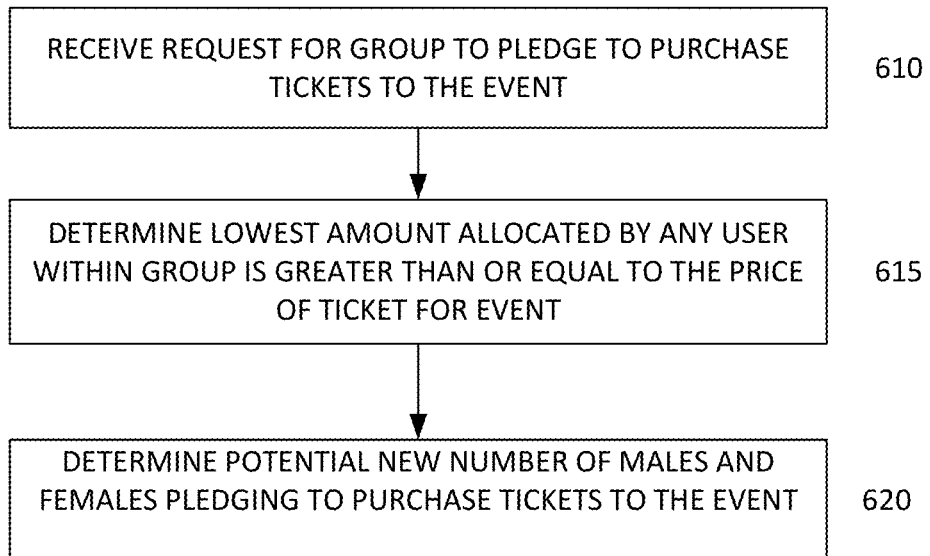 RECEIVE REQUEST FOR GROUP TO PLEDGE TO PURCHASE
TICKETS TO THE EVENT
610
DETERMINE LOWEST AMOUNT ALLOCATED BY ANY USER
WITHIN GROUP IS GREATER THAN OR EQUAL TO THE PRICE
OF TICKET FOR EVENT
615
DETERMINE POTENTIAL NEW NUMBER OF MALES AND
FEMALES PLEDGING TO PURCHASE TICKETS TO THE EVENT
620